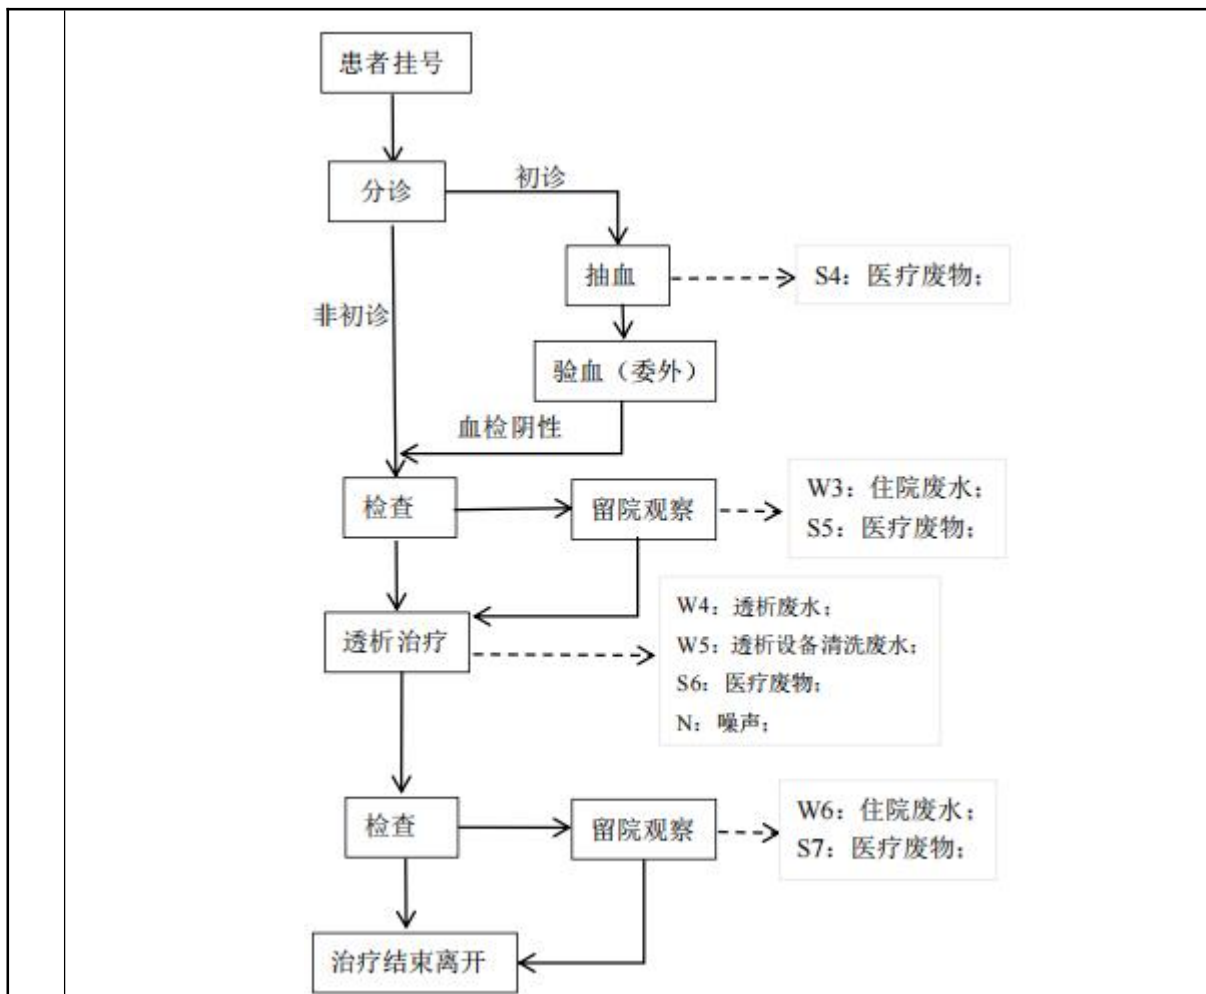 患者挂号
分诊
初诊
抽血
S4：医疗废物；
非初诊
验血（委外）
血检阴性
检查
留院观察
W3：住院废水；
S5：医疗废物；
透析治疗
W4：透析废水；
W5：透析设备清洗废水；
S6：医疗废物；
N：噪声；
检查
留院观察
W6：住院废水；
S7：医疗废物；
治疗结束离开